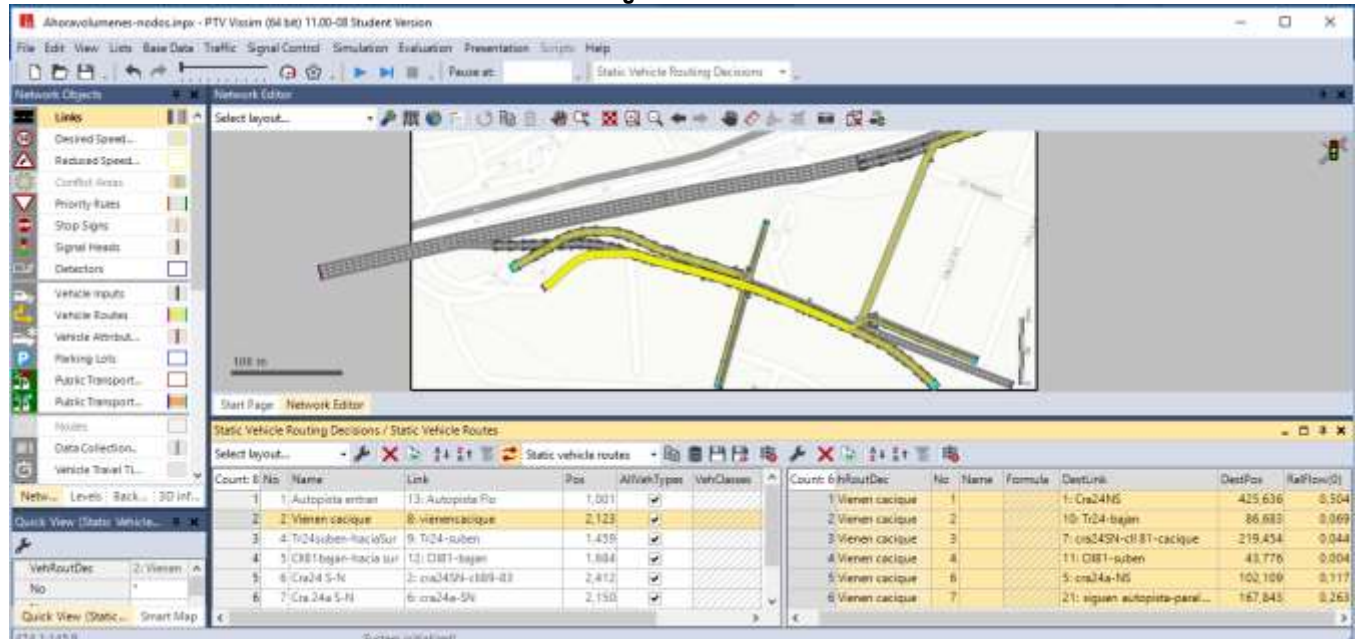 Ahoravolumenes-nodos.inpx - PTV Vissim (64 bit) 11.00-08 Student Version
File Edit View Lists Base Data Traffic Signal Control Simulation Evaluation Presentation Scripts Help
Pause at: Static Vehicle Routing Decisions
Network Objects
Network Editor
Links
Select layout...
Desired Speed...
Reduced Speed...
Conflict Areas
Priority Rules
Stop Signs
Signal Heads
Detectors
Vehicle Inputs
Vehicle Routes
Vehicle Attribut...
Parking Lots
100 m
Public Transport...
Public Transport...
Start Page Network Editor
Nodes
Static Vehicle Routing Decisions / Static Vehicle Routes
Data Collection...
Select layout... Static vehicle routes
Vehicle Travel Ti...
Netw... Levels Back... 3D inf...
Count: 8 No Name Link Pos AllVehTypes VehClasses
Count: 6 hRoutDec No Name Formula DestLink DestPos RelFlow(0)
1 1 Autopista entran 13: Autopista Flo 1,001
1 Vienen cacique 1 1: Cra24NS 425,636 0.504
Quick View (Static Vehicle...
2 2 Vienen cacique 8: vienencacique 2,123
2 Vienen cacique 2 10: Tr24-bajan 86,683 0.069
3 4 Tr24suben-haciaSur 9: Tr24-suben 1,439
3 Vienen cacique 3 7: cra24SN-cll 81-cacique 219,454 0.044
VehRoutDec 2: Vienen
4 5 Cll81bajan-hacia sur 12: Cll81-bajan 1,884
4 Vienen cacique 4 11: Cll81-suben 43,776 0.004
No
5 6 Cra24 S-N 2: cra24SN-cll89-83 2,412
5 Vienen cacique 6 5: cra24a-NS 102,109 0.117
6 7 Cra 24a S-N 6: cra24a-SN 2,150
6 Vienen cacique 7 21: siguen autopista-paral... 167,843 0.263
Quick View (Static... Smart Map